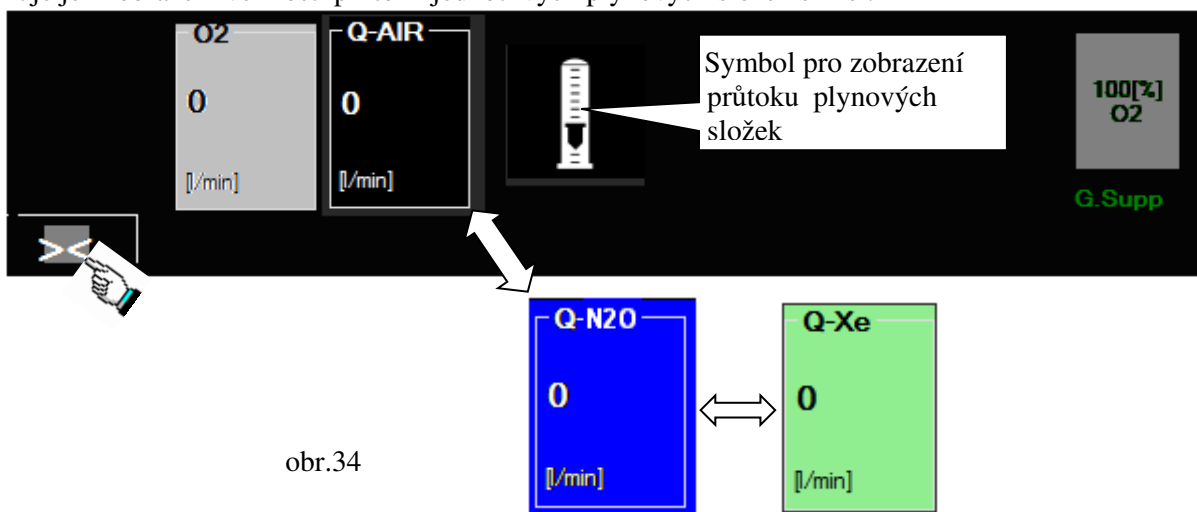 O2
0
[l/min]
Q-AIR
0
[l/min]
Symbol pro zobrazení
průtoku plynových
složek
100[%]
O2
G.Supp
><
Q-N2O
0
[l/min]
Q-Xe
0
[l/min]
obr.34